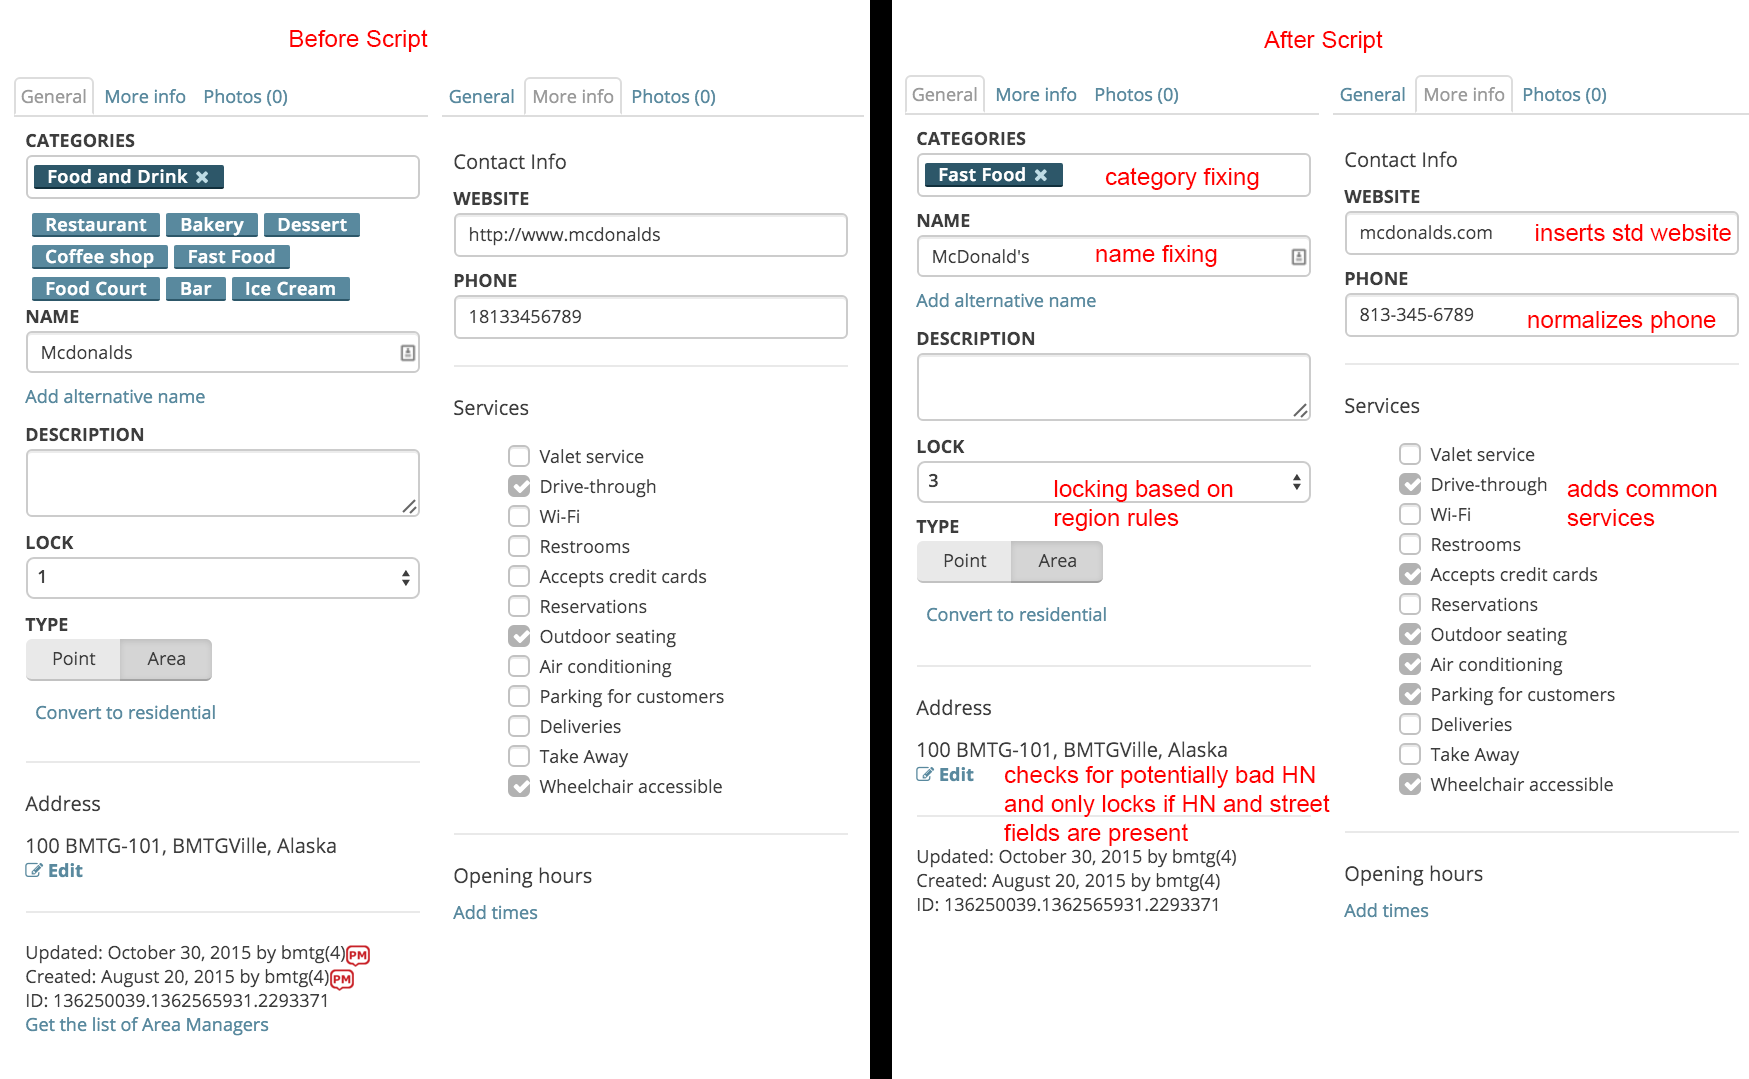 Before Script
General
More info
Photos (0)
CATEGORIES
Food and Drink ×
Restaurant
Bakery
Dessert
Coffee shop
Fast Food
Food Court
Bar
Ice Cream
NAME
Mcdonalds
Add alternative name
DESCRIPTION
LOCK
1
TYPE
Point
Area
Convert to residential
Address
100 BMTG-101, BMTGVille, Alaska
Edit
Updated: October 30, 2015 by bmtg(4) PM
Created: August 20, 2015 by bmtg(4) PM
ID: 136250039.1362565931.2293371
Get the list of Area Managers
General
More info
Photos (0)
Contact Info
WEBSITE
http://www.mcdonalds
PHONE
18133456789
Services
Valet service
Drive-through
Wi-Fi
Restrooms
Accepts credit cards
Reservations
Outdoor seating
Air conditioning
Parking for customers
Deliveries
Take Away
Wheelchair accessible
Opening hours
Add times
After Script
General
More info
Photos (0)
CATEGORIES
Fast Food ×
category fixing
NAME
McDonald's
name fixing
Add alternative name
DESCRIPTION
LOCK
3
locking based on
region rules
TYPE
Point
Area
Convert to residential
Address
100 BMTG-101, BMTGVille, Alaska
Edit
checks for potentially bad HN
and only locks if HN and street
fields are present
Updated: October 30, 2015 by bmtg(4)
Created: August 20, 2015 by bmtg(4)
ID: 136250039.1362565931.2293371
General
More info
Photos (0)
Contact Info
WEBSITE
mcdonalds.com
inserts std website
PHONE
813-345-6789
normalizes phone
Services
Valet service
Drive-through
adds common
services
Wi-Fi
Restrooms
Accepts credit cards
Reservations
Outdoor seating
Air conditioning
Parking for customers
Deliveries
Take Away
Wheelchair accessible
Opening hours
Add times